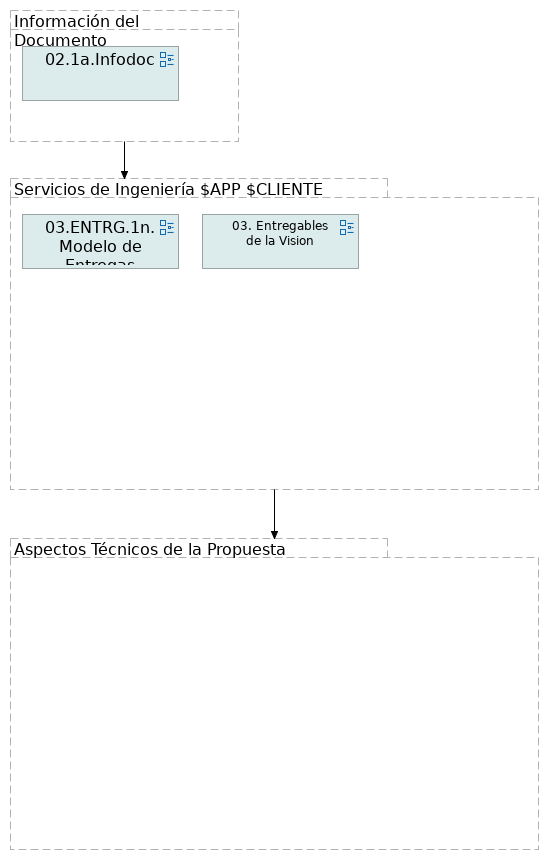 Información del
Documento
02.1a.Infodoc
Servicios de Ingeniería $APP $CLIENTE
03.ENTRG.1n.
Modelo de
Entregas
03. Entregables
de la Vision
Aspectos Técnicos de la Propuesta